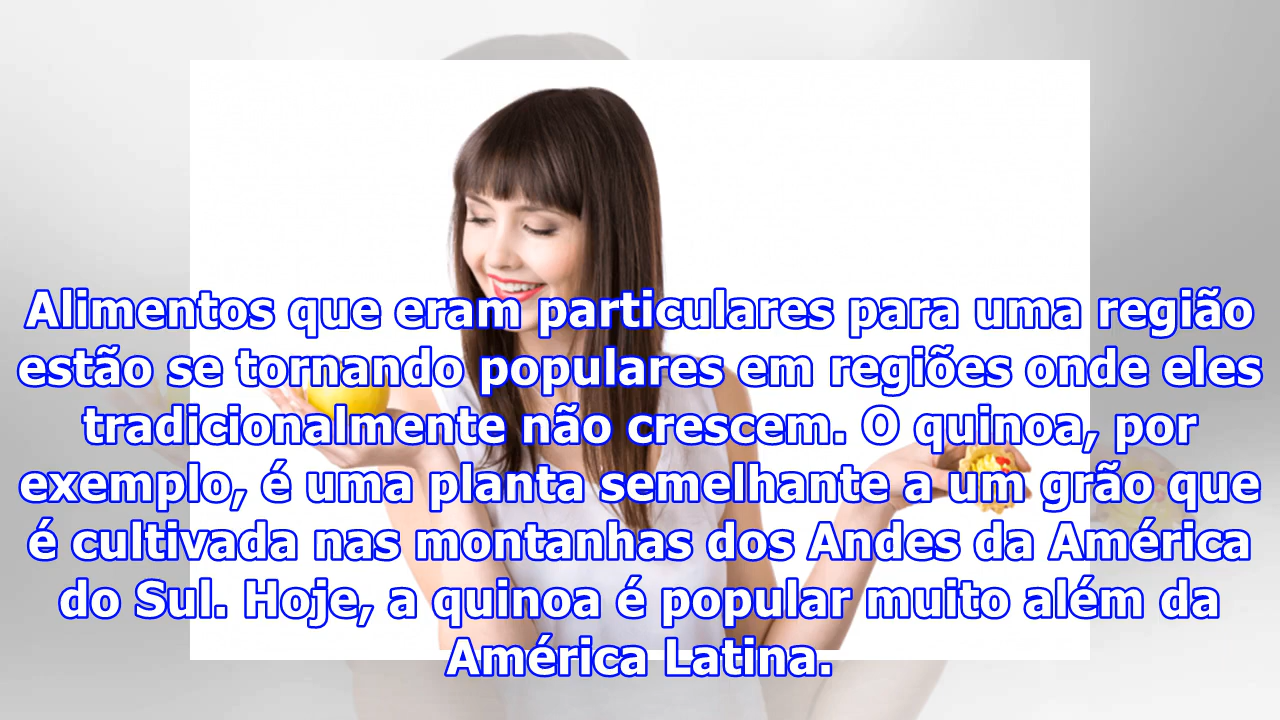 Alimentos que eram particulares para uma região
estão se tornando populares em regiões onde eles
tradicionalmente não crescem. O quinoa, por
exemplo, é uma planta semelhante a um grão que
é cultivada nas montanhas dos Andes da América
do Sul. Hoje, a quinoa é popular muito além da
América Latina.